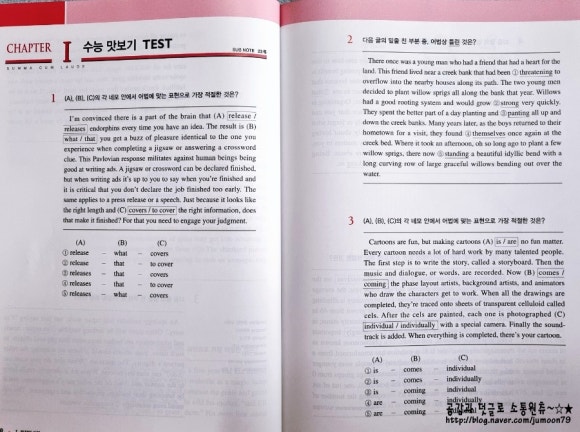 CHAPTER I 수능 맛보기 TEST
SUMMA CUM LAUDE
SUB NOTE
1 (A), (B), (C)의 각 네모 안에서 어법에 맞는 표현으로 가장 적절한 것은?
I'm convinced there is a part of the brain that (A) release /
releases endorphins every time you have an idea. The result is (B)
what / that you get a buzz of pleasure identical to the one you
experience when completing a jigsaw or answering a crossword
clue. This Pavlovian response militates against human beings being
good at writing ads. A jigsaw or crossword can be declared finished,
but when writing ads it's up to you to say when you're finished and
it is critical that you don't declare the job finished too early. The
same applies to a press release or a speech. Just because it looks like
the right length and (C) covers / to cover the right information, does
that make it finished? For that you need to engage your judgment.
(A) (B) (C)
① release – what – covers
② release – that – to cover
③ releases – that – covers
④ releases – that – to cover
⑤ releases – what – covers
2 다음 글의 밑줄 친 부분 중, 어법상 틀린 것은?
There once was a young man who had a friend that had a heart for the
land. This friend lived near a creek bank that had been ① threatening to
overflow into the nearby houses along its path. The two young men
decided to plant willow sprigs all along the bank that year. Willows
had a good rooting system and would grow ② strong very quickly.
They spent the better part of a day planting and ③ panting all up and
down the creek banks. Many years later, as the boys returned to their
hometown for a visit, they found ④ themselves once again at the
creek bed. Where it took an afternoon, oh so long ago to plant a few
willow sprigs, there now ⑤ standing a beautiful idyllic bend with a
long curving row of large graceful willows bending out over the
water.
3 (A), (B), (C)의 각 네모 안에서 어법에 맞는 표현으로 가장 적절한 것은?
Cartoons are fun, but making cartoons (A) is / are no fun matter.
Every cartoon needs a lot of hard work by many talented people.
The first step is to write the story, called a storyboard. Then the
music and dialogue, or words, are recorded. Now (B) comes /
coming the phase layout artists, background artists, and animators
who draw the characters get to work. When all the drawings are
completed, they're traced onto sheets of transparent celluloid called
cels. After the cels are painted, each one is photographed (C)
individual / individually with a special camera. Finally the sound-
track is added. When everything is completed, there's your cartoon.
(A) (B) (C)
① is – comes – individual
② is – comes – individually
③ is – coming – individual
④ are – coming – individually
⑤ are – coming – individual
공감과 댓글로 소통원츄~☆★
http://blog.naver.com/jumoon79